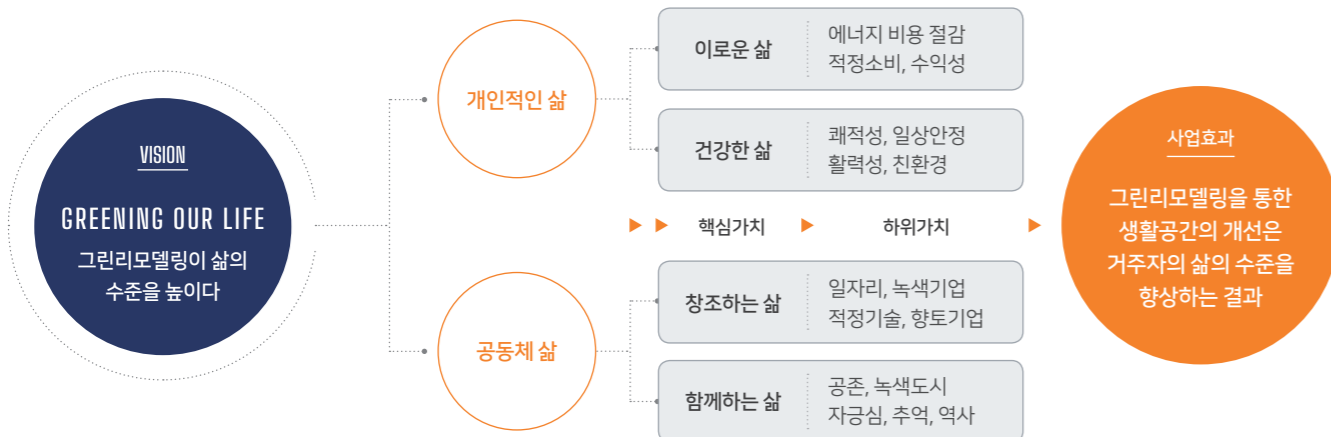 VISION
GREENING OUR LIFE
그린리모델링이 삶의
수준을 높이다
개인적인 삶
이로운 삶
에너지 비용 절감
적정소비, 수익성
건강한 삶
쾌적성, 일상안정
활력성, 친환경
핵심가치
하위가치
공동체 삶
창조하는 삶
일자리, 녹색기업
적정기술, 향토기업
함께하는 삶
공존, 녹색도시
자긍심, 추억, 역사
사업효과
그린리모델링을 통한
생활공간의 개선은
거주자의 삶의 수준을
향상하는 결과